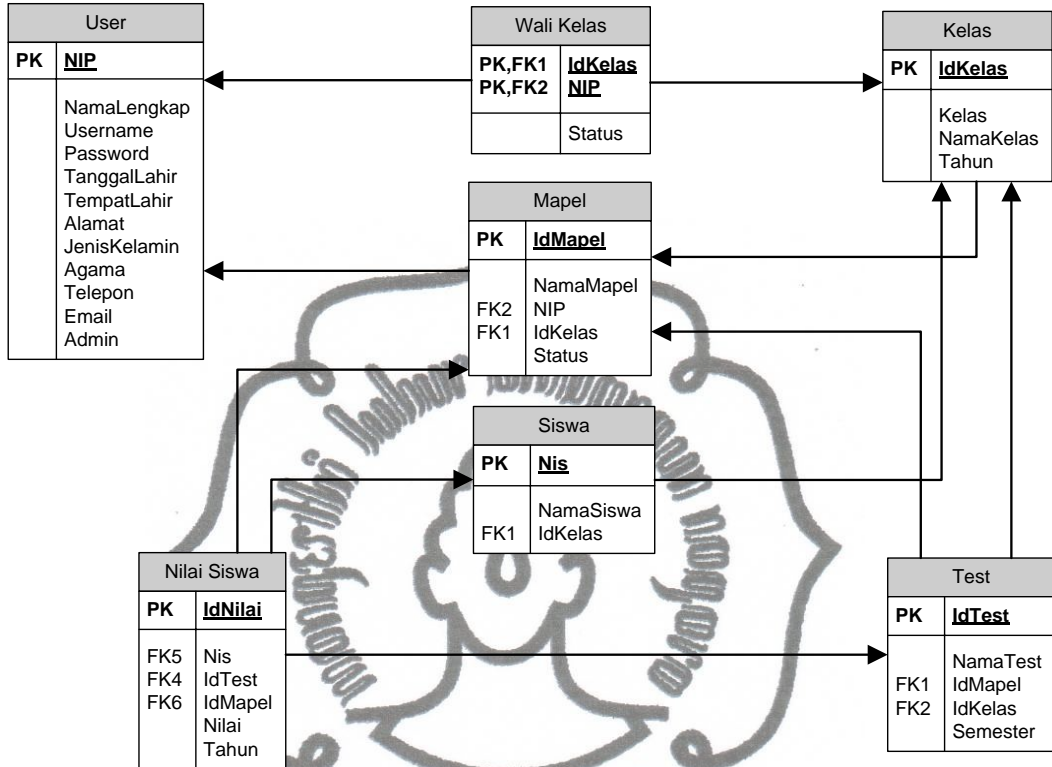 User
PK NIP
NamaLengkap
Username
Password
TanggalLahir
TempatLahir
Alamat
JenisKelamin
Agama
Telepon
Email
Admin
Wali Kelas
PK,FK1 IdKelas
PK,FK2 NIP
Status
Kelas
PK IdKelas
Kelas
NamaKelas
Tahun
Mapel
PK IdMapel
NamaMapel
FK2 NIP
FK1 IdKelas
Status
Siswa
PK Nis
NamaSiswa
FK1 IdKelas
Nilai Siswa
PK IdNilai
FK5 Nis
FK4 IdTest
FK6 IdMapel
Nilai
Tahun
Test
PK IdTest
NamaTest
FK1 IdMapel
FK2 IdKelas
Semester